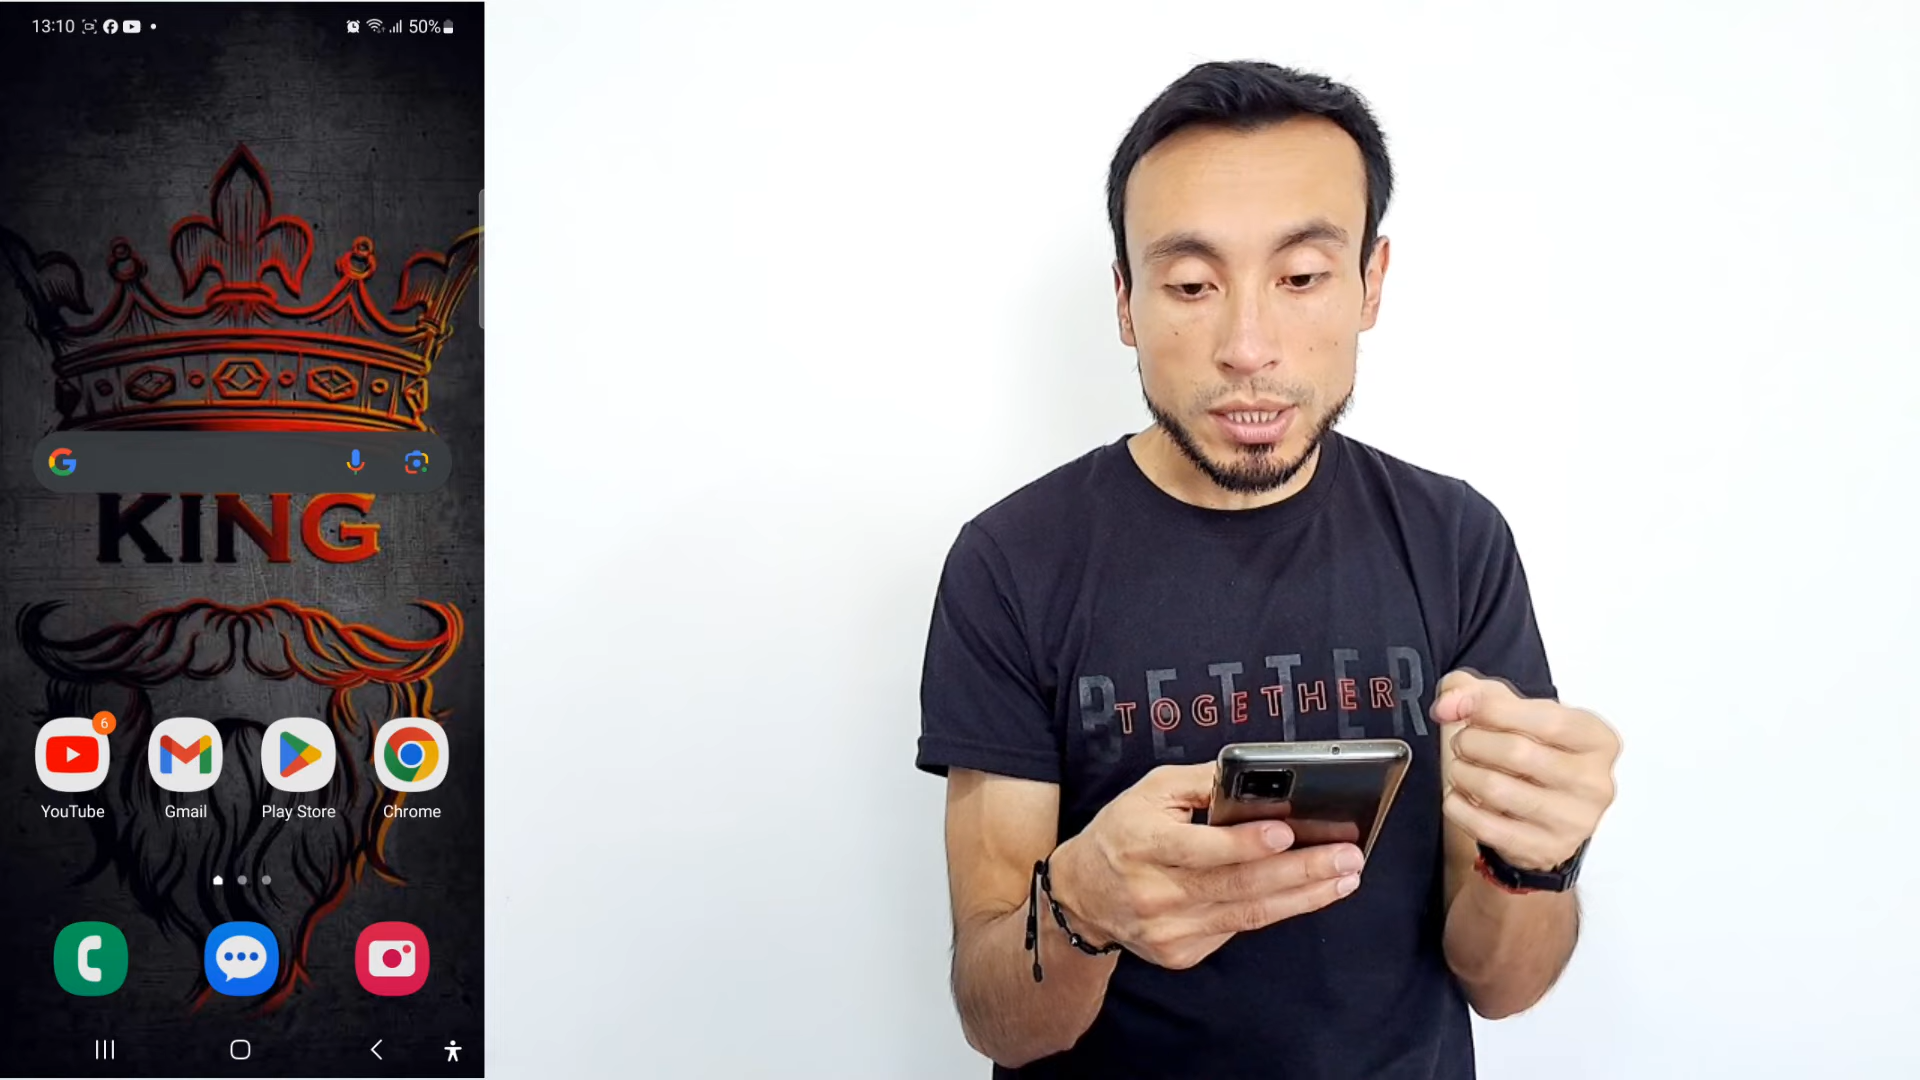 13:10
50%
KING
6
YouTube
Gmail
Play Store
Chrome
BETTER
TOGETHER